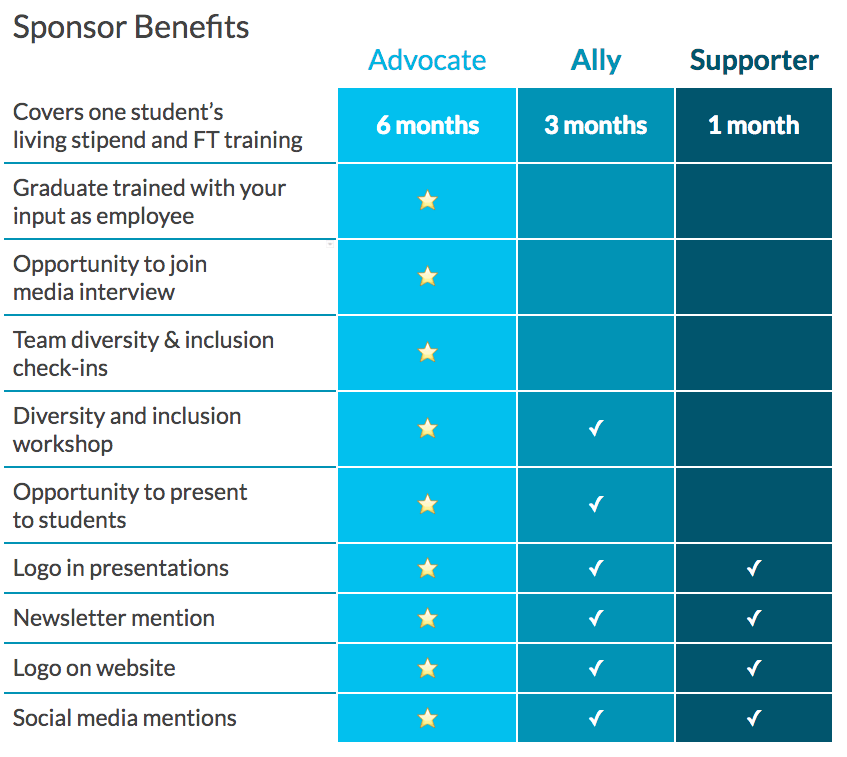 Sponsor Benefits
Advocate Ally Supporter
Covers one student's
living stipend and FT training
6 months 3 months 1 month
Graduate trained with your
input as employee
Opportunity to join
media interview
Team diversity & inclusion
check-ins
Diversity and inclusion
workshop
Opportunity to present
to students
Logo in presentations
Newsletter mention
Logo on website
Social media mentions